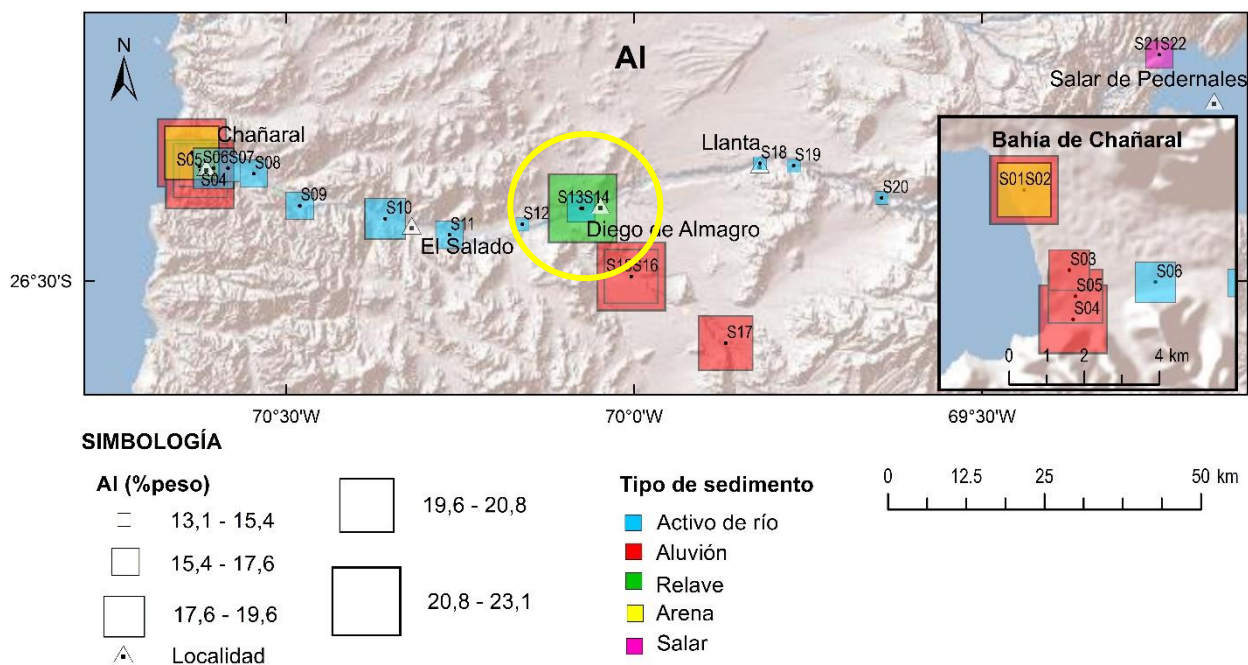 N
Al
S21S22
Salar de Pedernales
Chañaral
Llanta
S18
S19
Bahía de Chañaral
S05
S06
S07
S08
S04
S20
S01S02
S09
S13S14
S10
S12
Diego de Almagro
S11
El Salado
S03
S06
S05
S04
26°30'S
S15S16
S17
0 1 2 4 km
70°30'W
70°0'W
69°30'W
SIMBOLOGÍA
Al (%peso)
13,1 - 15,4
15,4 - 17,6
17,6 - 19,6
Localidad
19,6 - 20,8
20,8 - 23,1
Tipo de sedimento
Activo de río
Aluvión
Relave
Arena
Salar
0 12.5 25 50 km